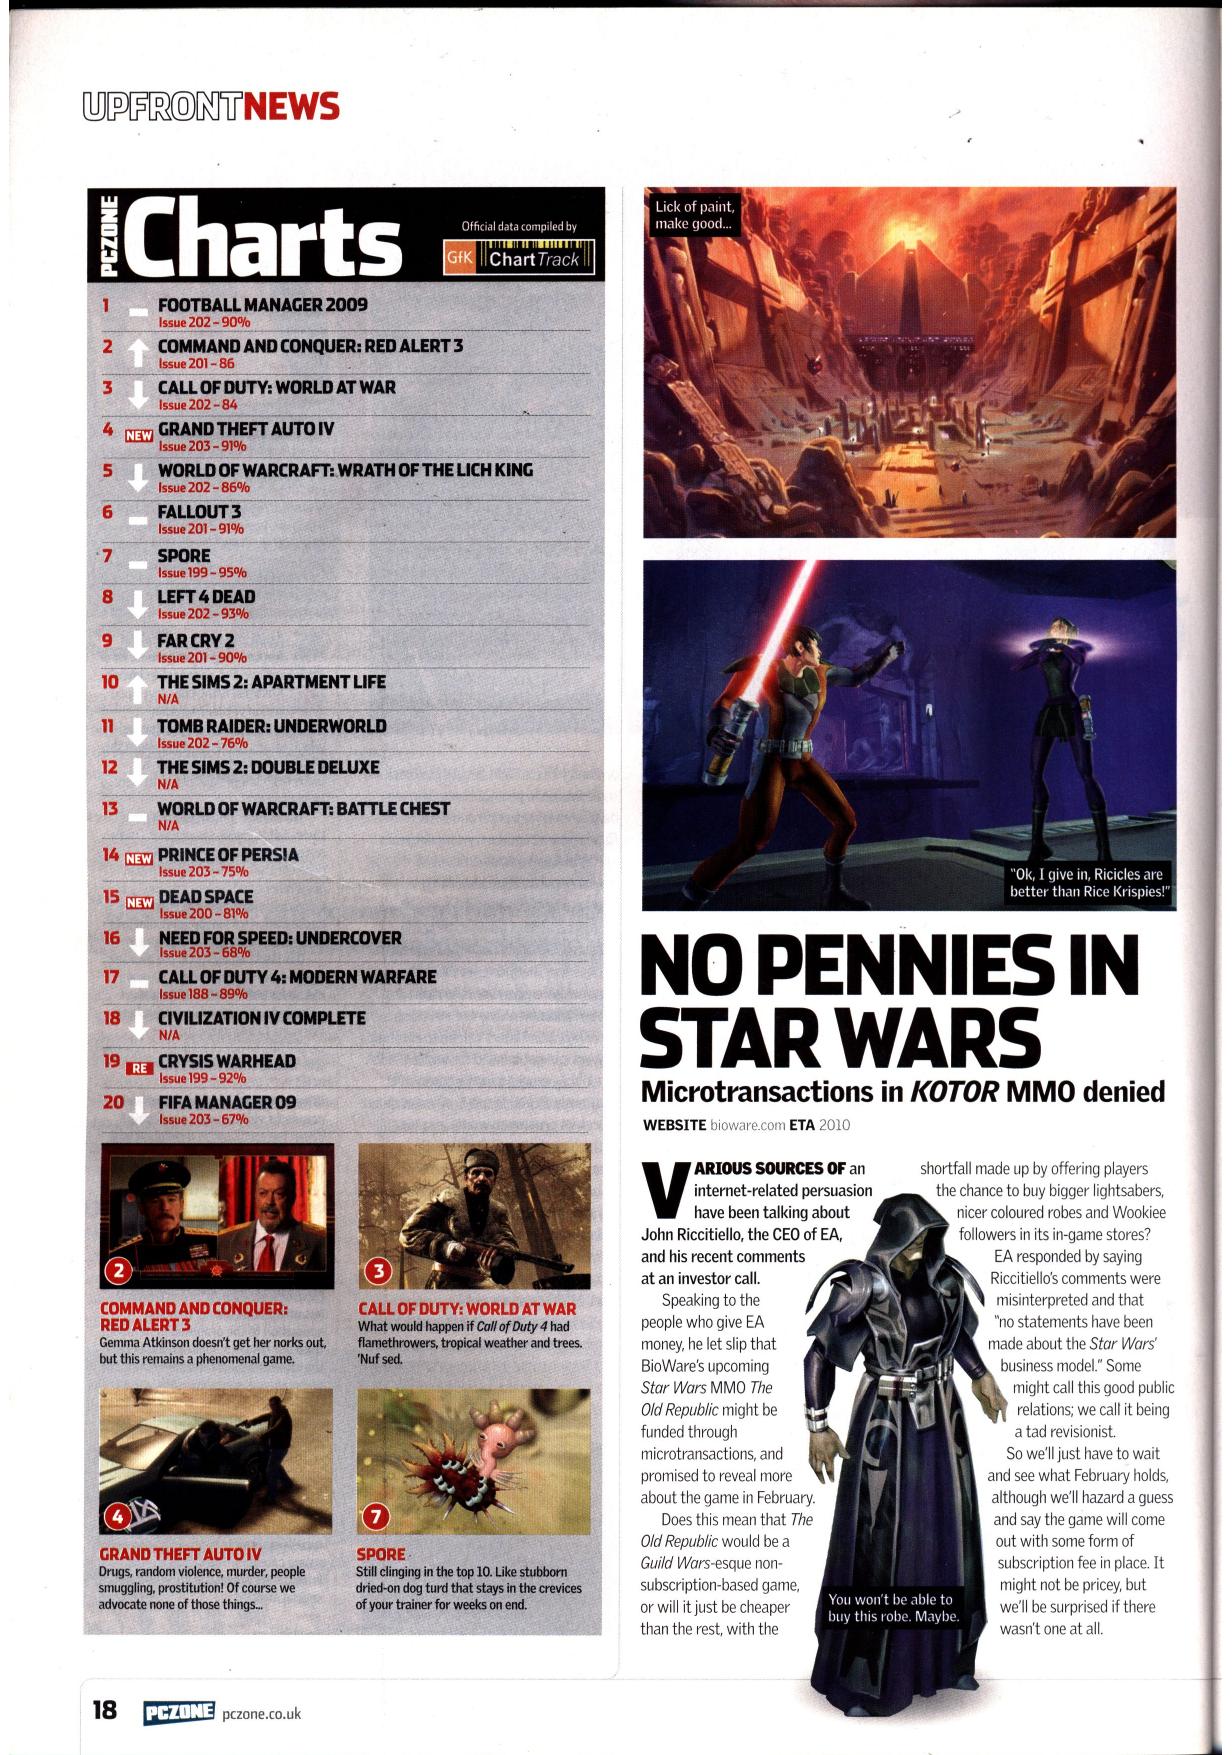 UPFRONTNEWS
PCZONE Charts
Official data compiled by
GfK ChartTrack
1 FOOTBALL MANAGER 2009
Issue 202 – 90%
2 COMMAND AND CONQUER: RED ALERT 3
Issue 201 – 86
3 CALL OF DUTY: WORLD AT WAR
Issue 202 – 84
4 NEW GRAND THEFT AUTO IV
Issue 203 – 91%
5 WORLD OF WARCRAFT: WRATH OF THE LICH KING
Issue 202 – 86%
6 FALLOUT 3
Issue 201 – 91%
7 SPORE
Issue 199 – 95%
8 LEFT 4 DEAD
Issue 202 – 93%
9 FAR CRY 2
Issue 201 – 90%
10 THE SIMS 2: APARTMENT LIFE
N/A
11 TOMB RAIDER: UNDERWORLD
Issue 202 – 76%
12 THE SIMS 2: DOUBLE DELUXE
N/A
13 WORLD OF WARCRAFT: BATTLE CHEST
N/A
14 NEW PRINCE OF PERSIA
Issue 203 – 75%
15 NEW DEAD SPACE
Issue 200 – 81%
16 NEED FOR SPEED: UNDERCOVER
Issue 203 – 68%
17 CALL OF DUTY 4: MODERN WARFARE
Issue 188 – 89%
18 CIVILIZATION IV COMPLETE
N/A
19 RE CRYSIS WARHEAD
Issue 199 – 92%
20 FIFA MANAGER 09
Issue 203 – 67%
2
COMMAND AND CONQUER:
RED ALERT 3
Gemma Atkinson doesn't get her norks out,
but this remains a phenomenal game.
3
CALL OF DUTY: WORLD AT WAR
What would happen if Call of Duty 4 had
flamethrowers, tropical weather and trees.
'Nuf sed.
4
GRAND THEFT AUTO IV
Drugs, random violence, murder, people
smuggling, prostitution! Of course we
advocate none of those things...
7
SPORE
Still clinging in the top 10. Like stubborn
dried-on dog turd that stays in the crevices
of your trainer for weeks on end.
Lick of paint,
make good...
"Ok, I give in, Ricicles are
better than Rice Krispies!"
NO PENNIES IN
STAR WARS
Microtransactions in KOTOR MMO denied
WEBSITE bioware.com ETA 2010
VARIOUS SOURCES OF an
internet-related persuasion
have been talking about
John Riccitiello, the CEO of EA,
and his recent comments
at an investor call.
Speaking to the
people who give EA
money, he let slip that
BioWare's upcoming
Star Wars MMO The
Old Republic might be
funded through
microtransactions, and
promised to reveal more
about the game in February.
Does this mean that The
Old Republic would be a
Guild Wars-esque non-
subscription-based game,
or will it just be cheaper
than the rest, with the
shortfall made up by offering players
the chance to buy bigger lightsabers,
nicer coloured robes and Wookiee
followers in its in-game stores?
EA responded by saying
Riccitiello's comments were
misinterpreted and that
"no statements have been
made about the Star Wars'
business model." Some
might call this good public
relations; we call it being
a tad revisionist.
So we'll just have to wait
and see what February holds,
although we'll hazard a guess
and say the game will come
out with some form of
subscription fee in place. It
might not be pricey, but
we'll be surprised if there
wasn't one at all.
You won't be able to
buy this robe. Maybe.
18 PCZONE pczone.co.uk